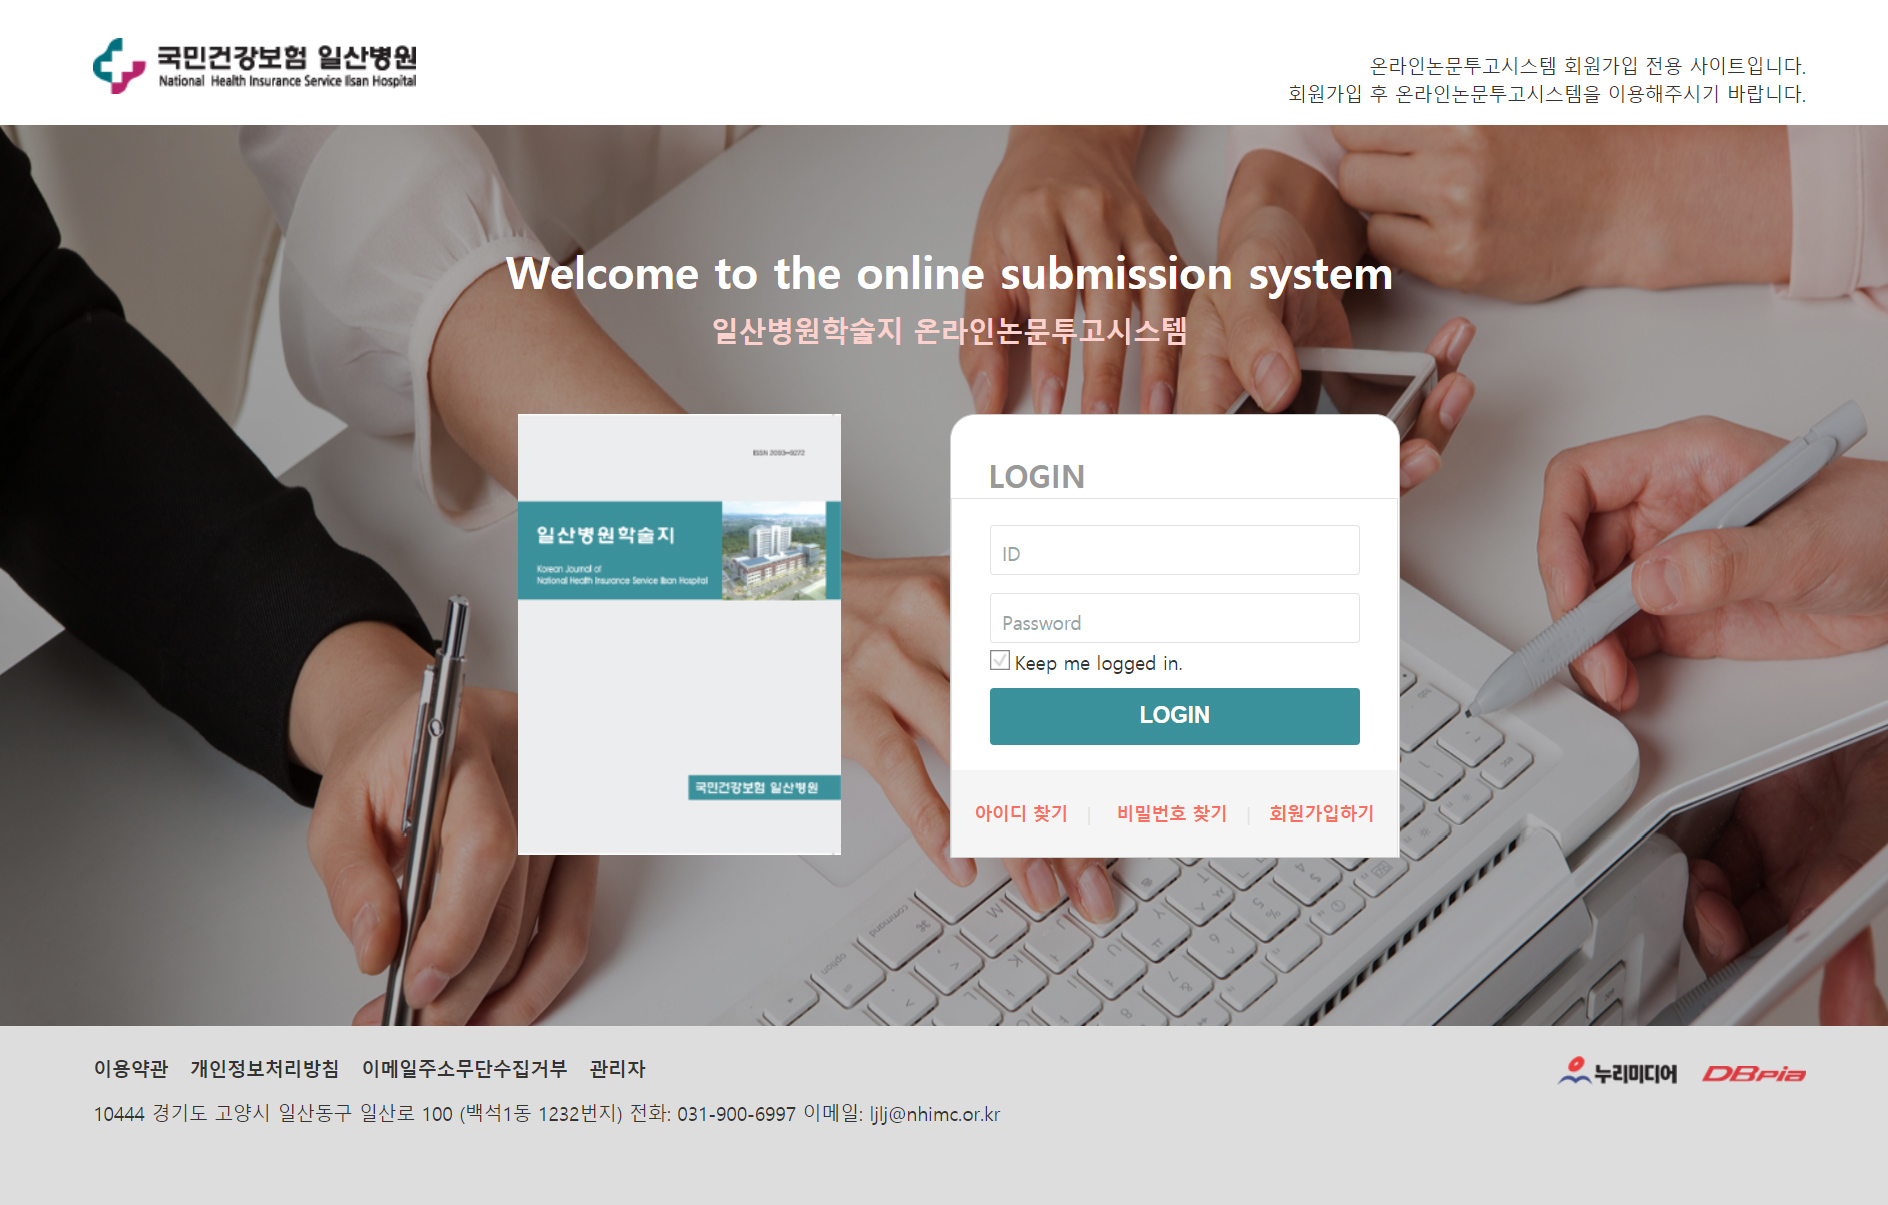 국민건강보험 일산병원
National Health Insurance Service Ilsan Hospital
온라인논문투고시스템 회원가입 전용 사이트입니다.
회원가입 후 온라인논문투고시스템을 이용해주시기 바랍니다.
Welcome to the online submission system
일산병원학술지 온라인논문투고시스템
일산병원학술지
Korean Journal of
National Health Insurance Service Ilsan Hospital
국민건강보험 일산병원
LOGIN
ID
Password
Keep me logged in.
LOGIN
아이디 찾기 | 비밀번호 찾기 | 회원가입하기
command
option
이용약관 개인정보처리방침 이메일주소무단수집거부 관리자
누리미디어 DBpia
10444 경기도 고양시 일산동구 일산로 100 (백석1동 1232번지) 전화: 031-900-6997 이메일: ljlj@nhimc.or.kr